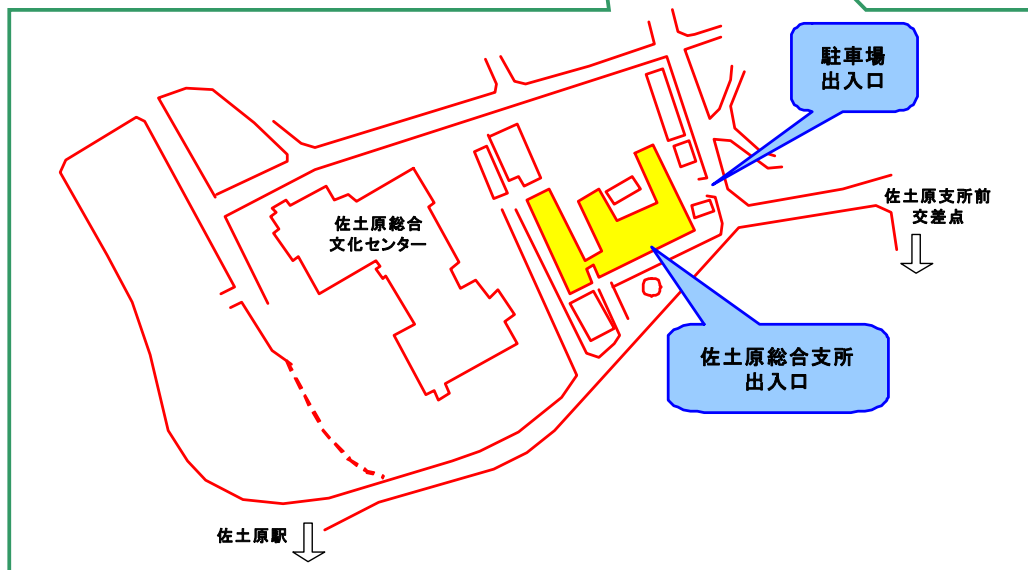 駐車場
出入口
佐土原支所前
交差点
佐土原総合
文化センター
佐土原総合支所
出入口
佐土原駅